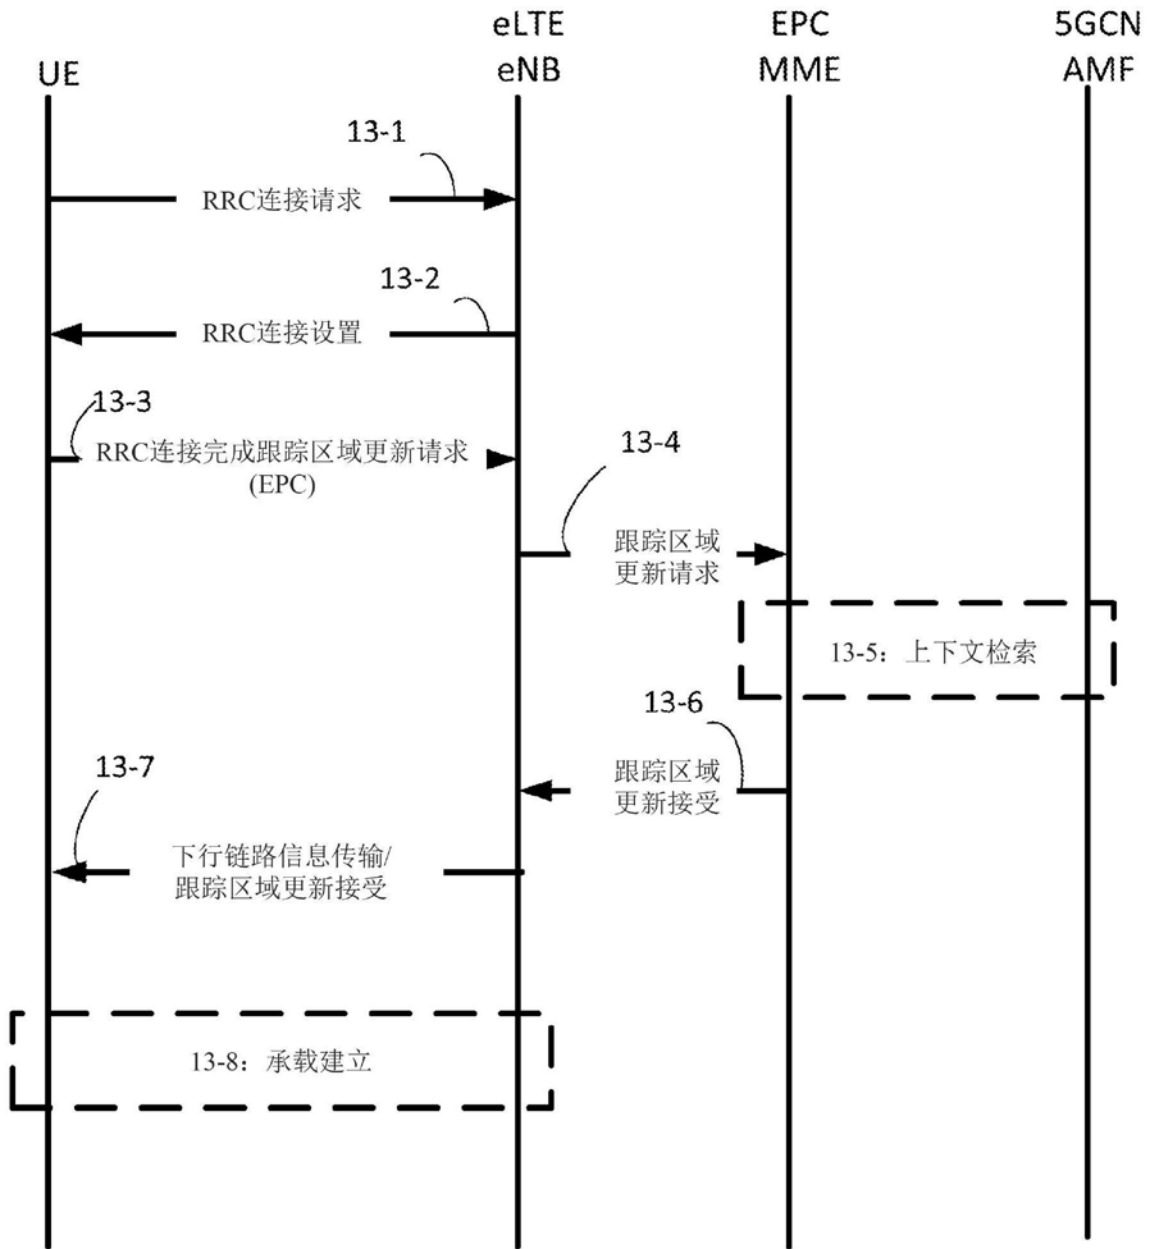 eLTE
EPC
5GCN
UE
eNB
MME
AMF
13-1
RRC连接请求
13-2
RRC连接设置
13-3
RRC连接完成跟踪区域更新请求
(EPC)
13-4
跟踪区域
更新请求
13-5：上下文检索
13-6
跟踪区域
更新接受
13-7
下行链路信息传输/
跟踪区域更新接受
13-8：承载建立